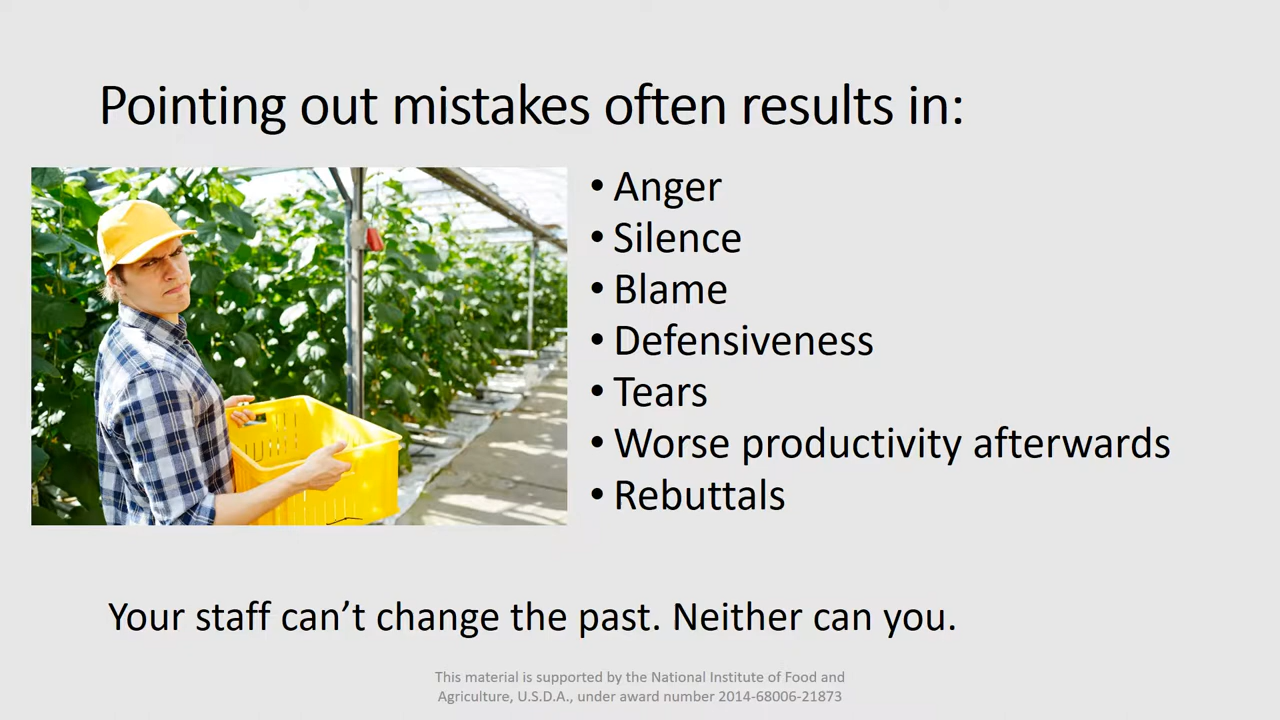 Pointing out mistakes often results in:
• Anger
• Silence
• Blame
• Defensiveness
• Tears
• Worse productivity afterwards
• Rebuttals
Your staff can’t change the past. Neither can you.
This material is supported by the National Institute of Food and
Agriculture, U.S.D.A., under award number 2014-68006-21873